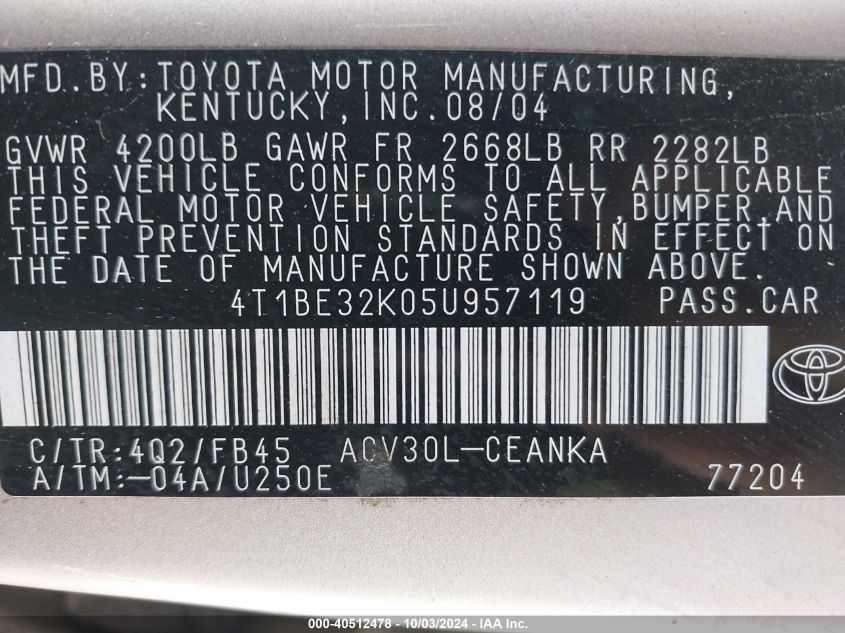 MFD.BY:TOYOTA MOTOR MANUFACTURING,
KENTUCKY,INC.08/04
GVWR 4200LB GAWR FR 2668LB RR 2282LB
THIS VEHICLE CONFORMS TO ALL APPLICABLE
FEDERAL MOTOR VEHICLE SAFETY,BUMPER,AND
THEFT PREVENTION STANDARDS IN EFFECT ON
THE DATE OF MANUFACTURE SHOWN ABOVE.
4T1BE32K05U957119 PASS.CAR
C/TR:4Q2/FB45 ACV30L-CEANKA
A/TM:-04A/U250E 77204
000-40512478 - 10/03/2024 - IAA Inc.